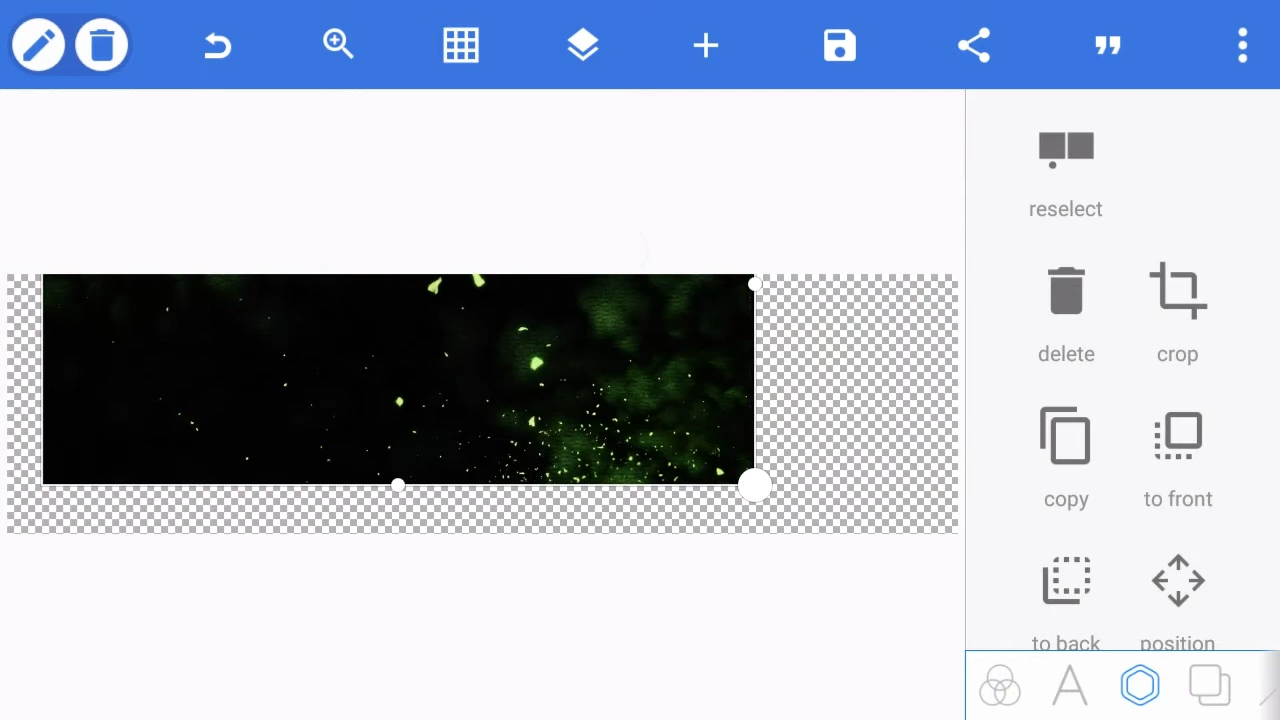 reselect
delete crop
copy to front
to back position